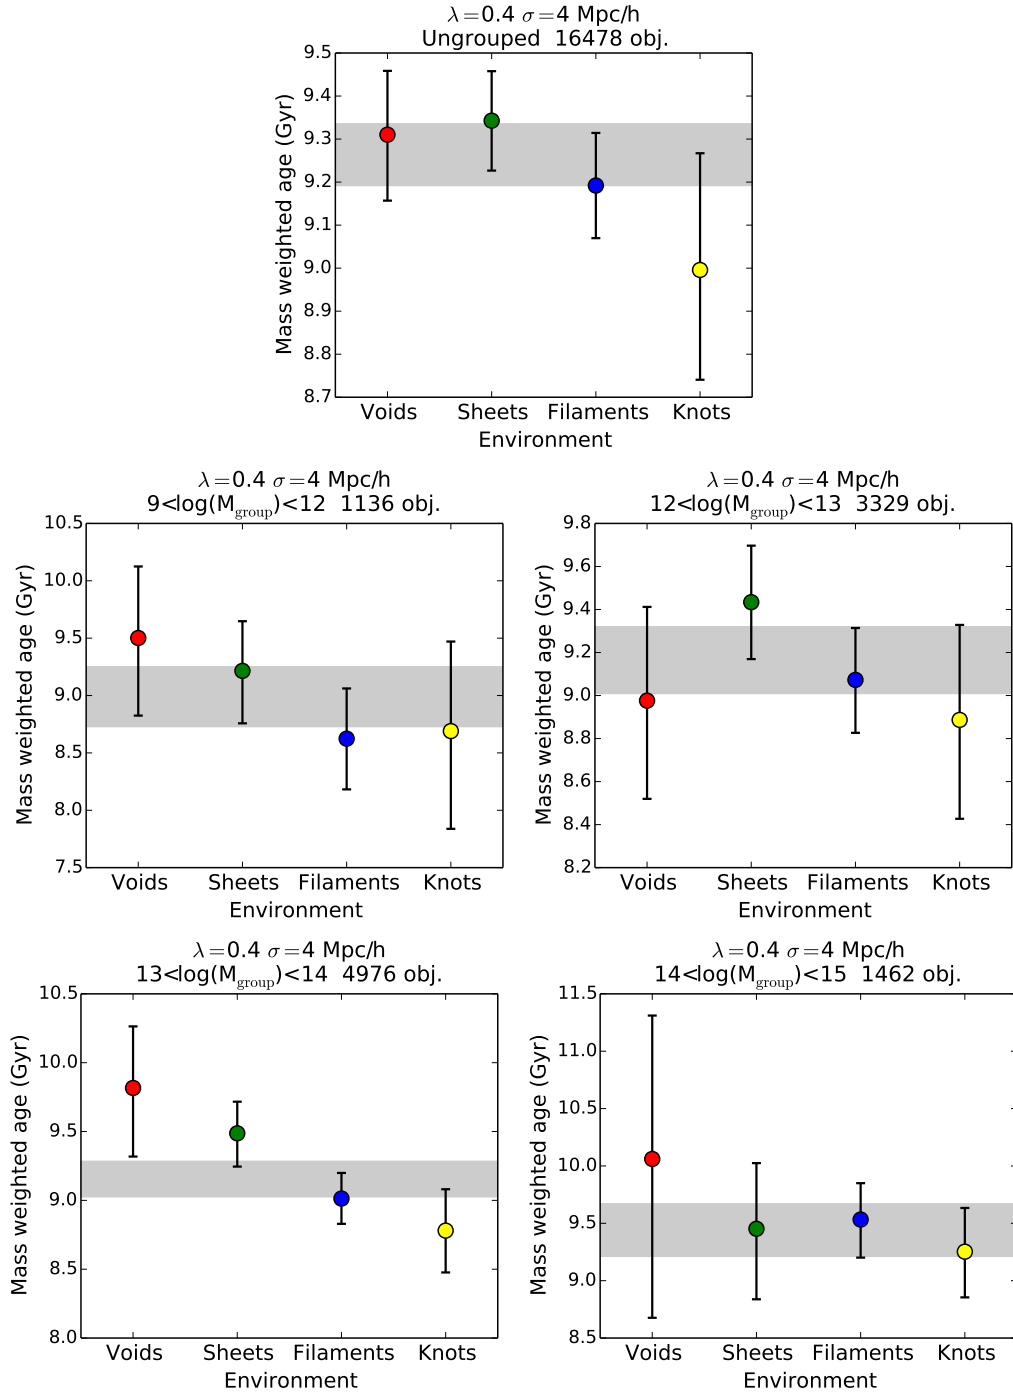 λ=0.4 σ=4 Mpc/h
Ungrouped 16478 obj.
Mass weighted age (Gyr)
9.5
9.4
9.3
9.2
9.1
9.0
8.9
8.8
8.7
Voids Sheets Filaments Knots
Environment
λ=0.4 σ=4 Mpc/h
9<log(M_group)<12 1136 obj.
Mass weighted age (Gyr)
10.5
10.0
9.5
9.0
8.5
8.0
7.5
Voids Sheets Filaments Knots
Environment
λ=0.4 σ=4 Mpc/h
12<log(M_group)<13 3329 obj.
Mass weighted age (Gyr)
9.8
9.6
9.4
9.2
9.0
8.8
8.6
8.4
8.2
Voids Sheets Filaments Knots
Environment
λ=0.4 σ=4 Mpc/h
13<log(M_group)<14 4976 obj.
Mass weighted age (Gyr)
10.5
10.0
9.5
9.0
8.5
8.0
Voids Sheets Filaments Knots
Environment
λ=0.4 σ=4 Mpc/h
14<log(M_group)<15 1462 obj.
Mass weighted age (Gyr)
11.5
11.0
10.5
10.0
9.5
9.0
8.5
Voids Sheets Filaments Knots
Environment